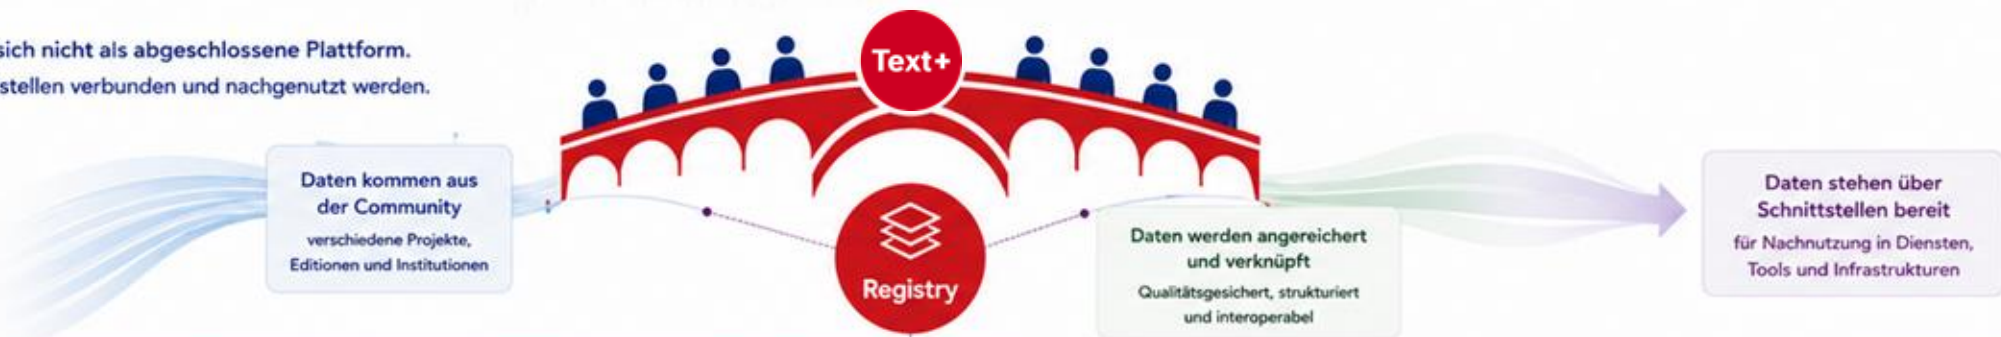 sich nicht als abgeschlossene Plattform.
stellen verbunden und nachgenutzt werden.
Text+
Daten kommen aus
der Community
verschiedene Projekte,
Editionen und Institutionen
Registry
Daten werden angereichert
und verknüpft
Qualitätsgesichert, strukturiert
und interoperabel
Daten stehen über
Schnittstellen bereit
für Nachnutzung in Diensten,
Tools und Infrastrukturen